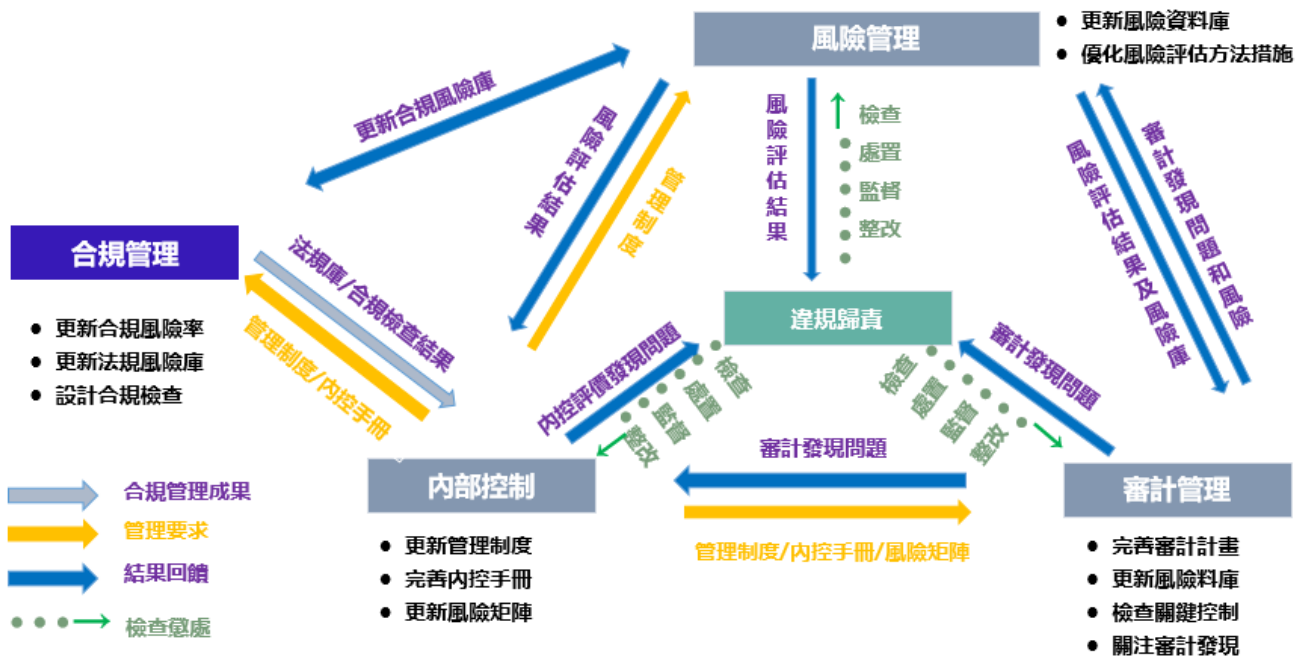 風險管理
● 更新風險資料庫
● 優化風險評估方法措施
更新合規風險庫
風險評估結果
管理制度
風險評估結果
檢查
處置
監督
整改
審計發現問題和風險
風險評估結果及風險庫
合規管理
● 更新合規風險率
● 更新法規風險庫
● 設計合規檢查
法規庫/合規檢查結果
管理制度/內控手冊
違規歸責
內控評價發現問題
檢查
處置
監督
整改
檢查
處置
監督
整改
審計發現問題
審計發現問題
管理制度/內控手冊/風險矩陣
內部控制
● 更新管理制度
● 完善內控手冊
● 更新風險矩陣
審計管理
● 完善審計計畫
● 更新風險料庫
● 檢查關鍵控制
● 關注審計發現
合規管理成果
管理要求
結果回饋
檢查懲處